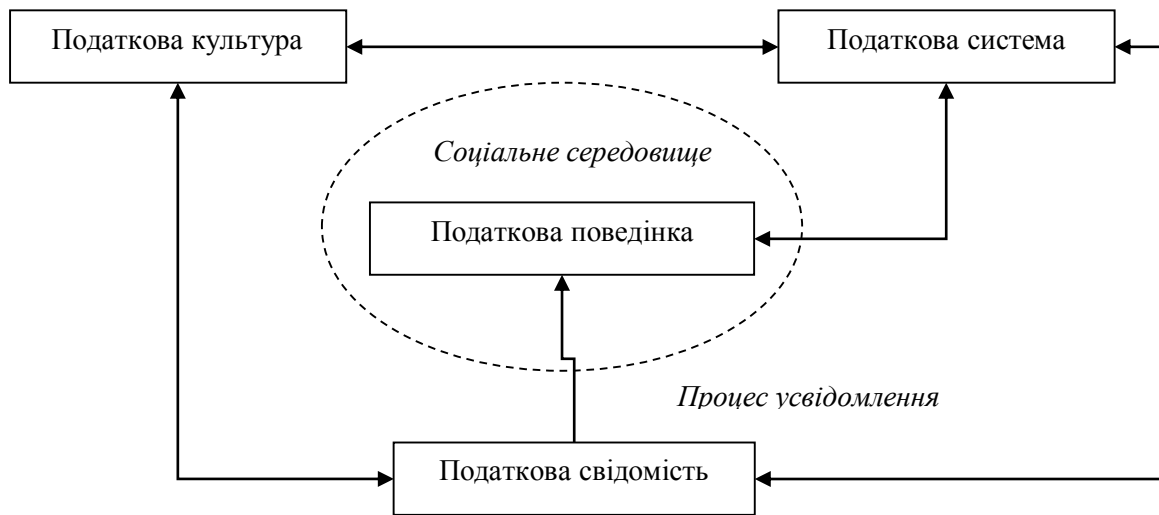 Податкова культура
Податкова система
Соціальне середовище
Податкова поведінка
Процес усвідомлення
Податкова свідомість